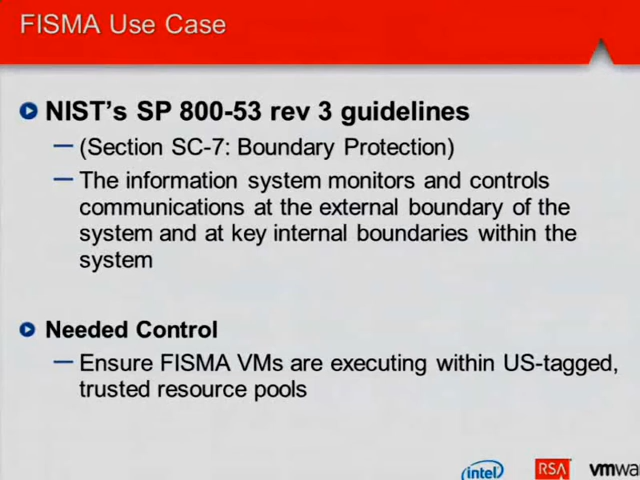 FISMA Use Case
NIST's SP 800-53 rev 3 guidelines
— (Section SC-7: Boundary Protection)
— The information system monitors and controls
communications at the external boundary of the
system and at key internal boundaries within the
system
Needed Control
— Ensure FISMA VMs are executing within US-tagged,
trusted resource pools
intel RSA vmwa